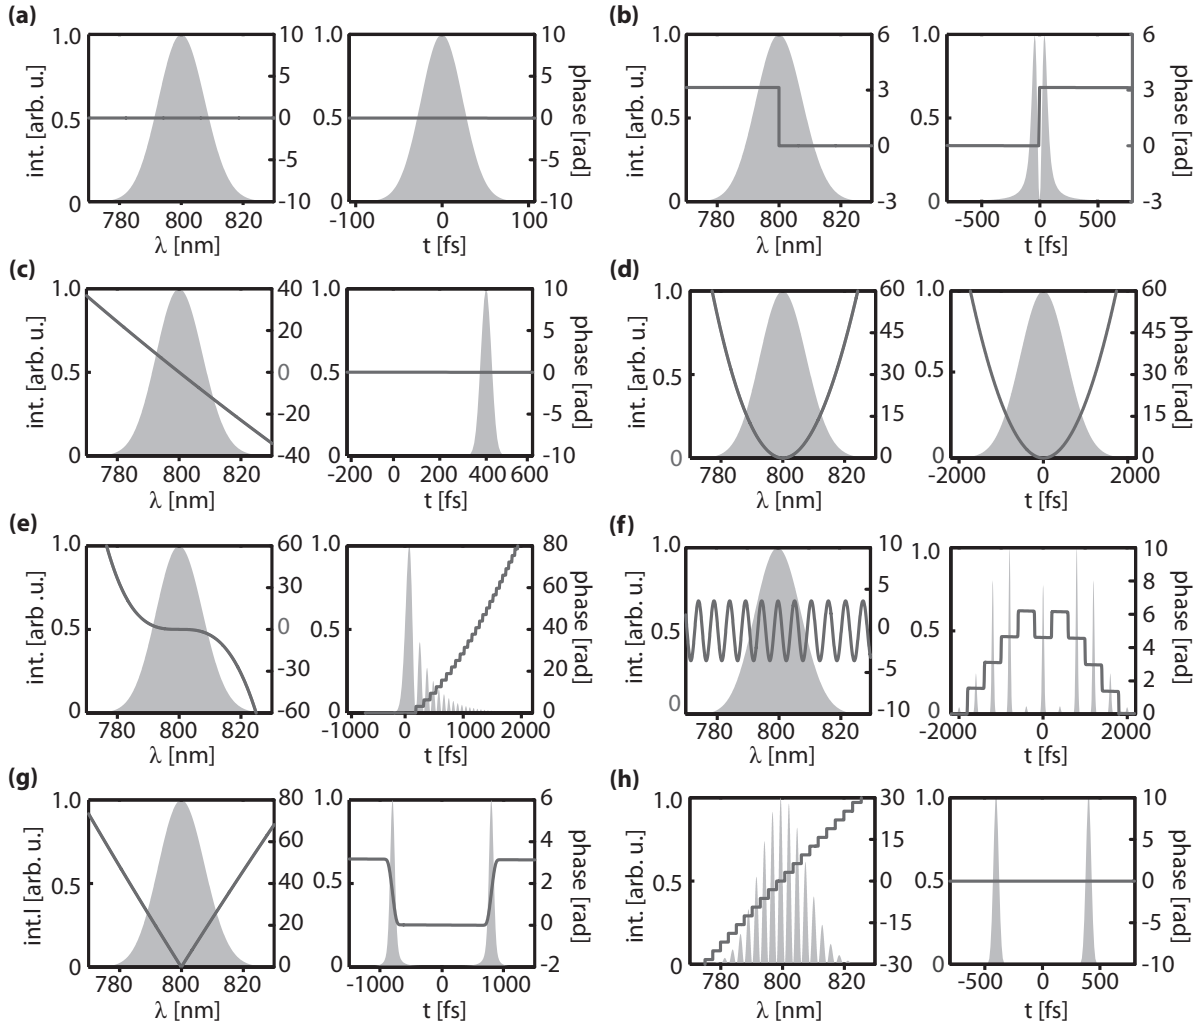 (a)
1.0
0.5
0
int. [arb. u.]
780 800 820
λ [nm]
10
5
0
-5
-10
1.0
0.5
0
-100 0 100
t [fs]
10
5
0
-5
-10
phase [rad]
(b)
1.0
0.5
0
int. [arb. u.]
780 800 820
λ [nm]
6
3
0
-3
1.0
0.5
0
-500 0 500
t [fs]
6
3
0
-3
phase [rad]
(c)
1.0
0.5
0
int. [arb. u.]
780 800 820
λ [nm]
40
20
0
-20
-40
1.0
0.5
0
-200 0 200 400 600
t [fs]
10
5
0
-5
-10
phase [rad]
(d)
1.0
0.5
0
int. [arb. u.]
780 800 820
λ [nm]
60
45
30
15
0
1.0
0.5
0
-2000 0 2000
t [fs]
60
45
30
15
0
phase [rad]
(e)
1.0
0.5
0
int. [arb .u.]
780 800 820
λ [nm]
60
30
0
-30
-60
1.0
0.5
0
-1000 0 1000 2000
t [fs]
80
60
40
20
0
phase [rad]
(f)
10
0.5
0
int. [arb. u.]
780 800 820
λ [nm]
10
5
0
-5
-10
1.0
0.5
0
-2000 0 2000
t [fs]
10
8
6
4
2
0
phase [rad]
(g)
1.0
0.5
0
int.l [arb. u.]
780 800 820
λ [nm]
80
60
40
20
0
1.0
0.5
0
-1000 0 1000
t [fs]
6
4
2
0
-2
phase [rad]
(h)
1.0
0.5
0
int. [arb. u.]
780 800 820
λ [nm]
30
15
0
-15
-30
1.0
0.5
0
-500 0 500
t [fs]
10
5
0
-5
-10
phase [rad]